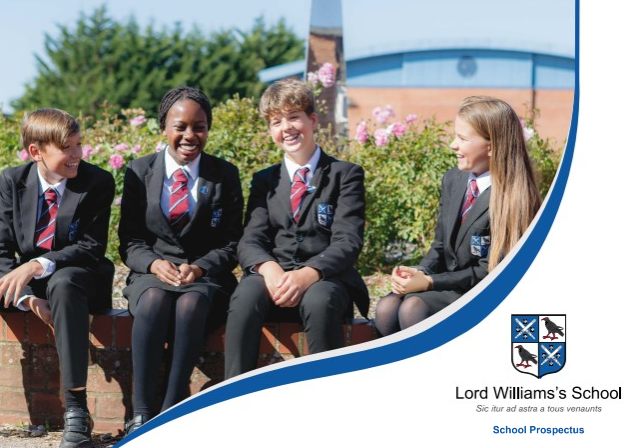 Lord Williams's School
Sic itur ad astra a tous venaunts
School Prospectus